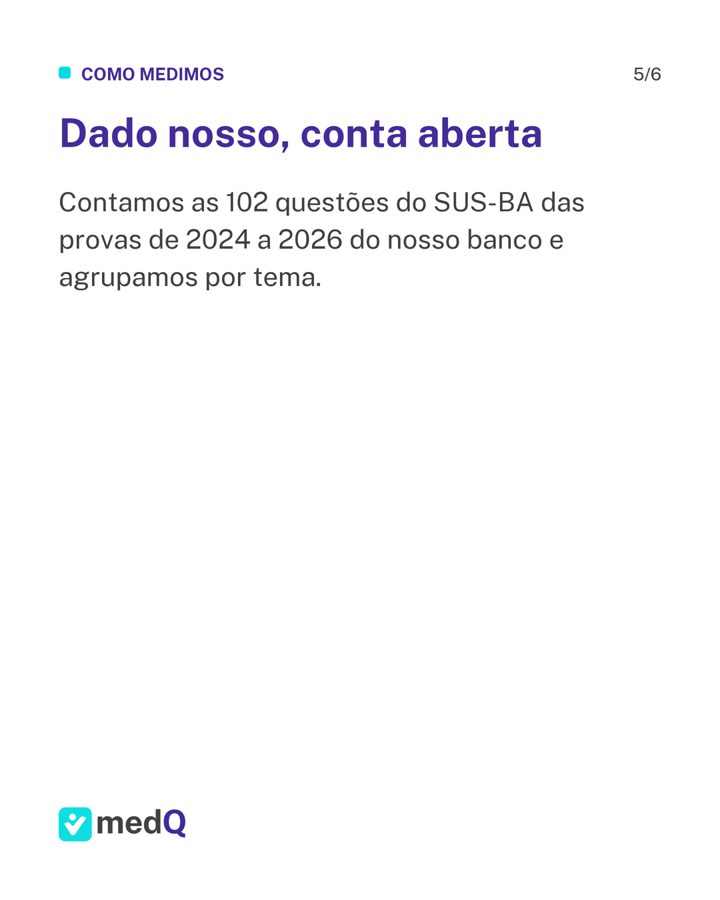 COMO MEDIMOS
5/6
Dado nosso, conta aberta
Contamos as 102 questões do SUS-BA das
provas de 2024 a 2026 do nosso banco e
agrupamos por tema.
medQ